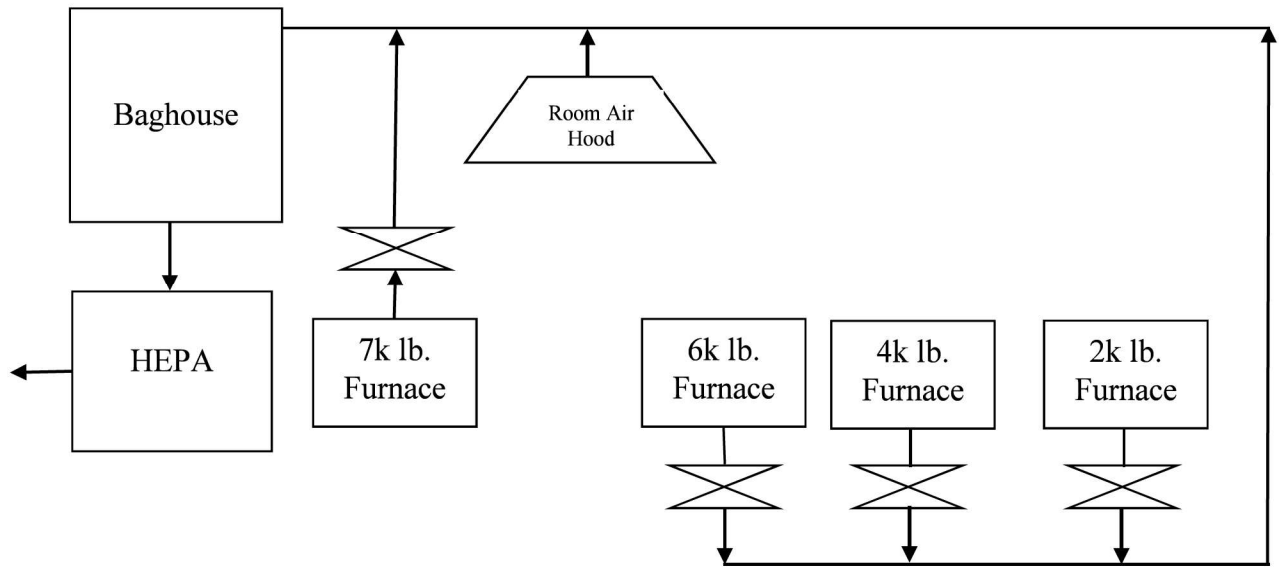 Baghouse
Room Air
Hood
HEPA
7k lb.
Furnace
6k lb.
Furnace
4k lb.
Furnace
2k lb.
Furnace